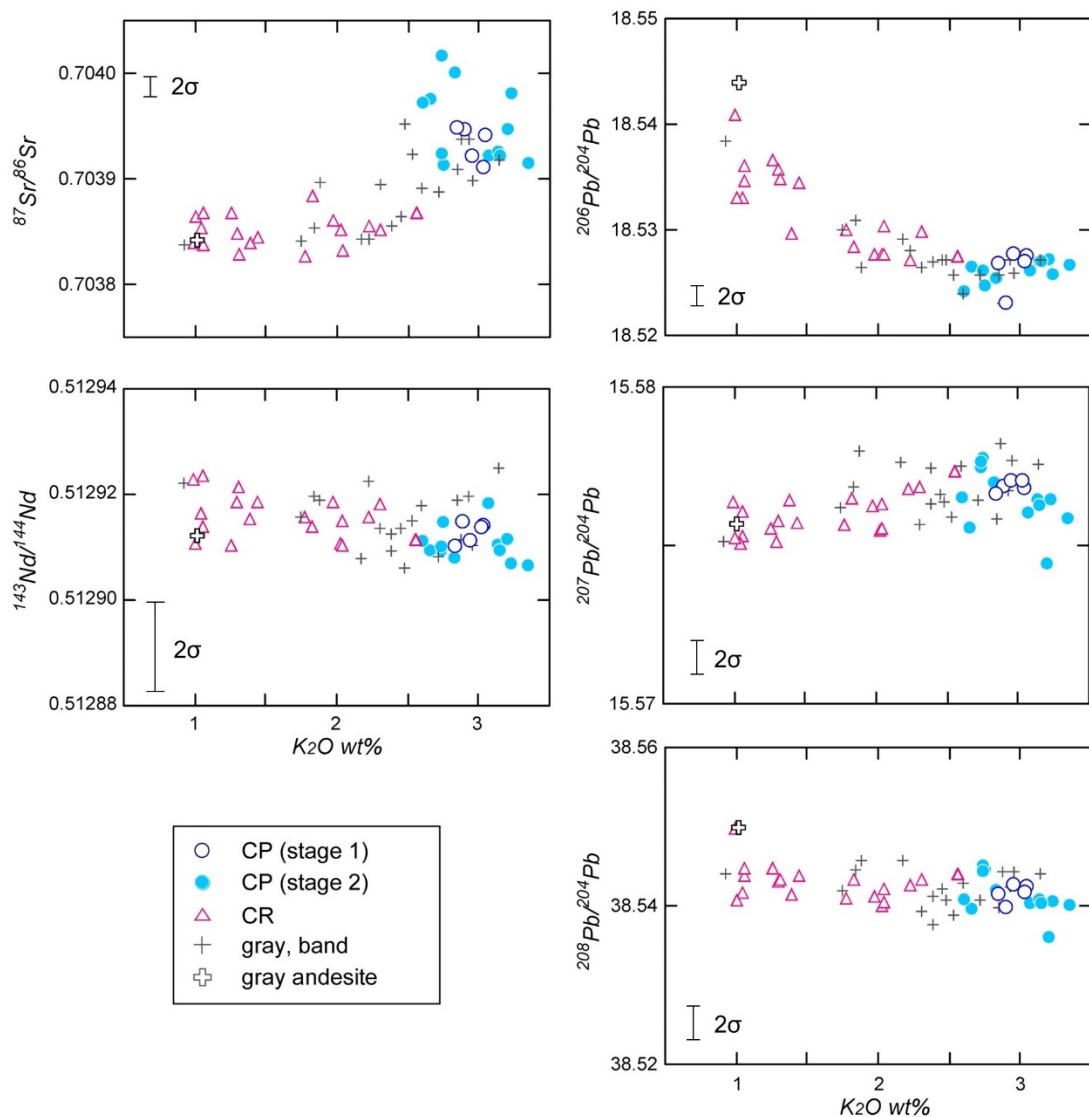 0.7040
0.7039
0.7038
87Sr/86Sr
2σ
18.55
18.54
18.53
18.52
206Pb/204Pb
2σ
0.51294
0.51292
0.51290
0.51288
143Nd/144Nd
2σ
1 2 3
K2O wt%
15.58
15.57
207Pb/204Pb
2σ
38.56
38.54
38.52
208Pb/204Pb
2σ
1 2 3
K2O wt%
CP (stage 1)
CP (stage 2)
CR
gray, band
gray andesite